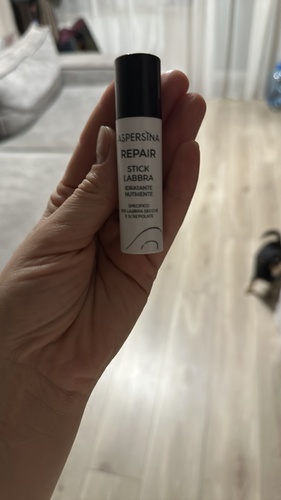 ASPERSINA
REPAIR
STICK
LABBRA
IDRATANTE
NUTRIENTE
SPECIFICO
PER LABBRA SECCHE
E SCREPOLATE